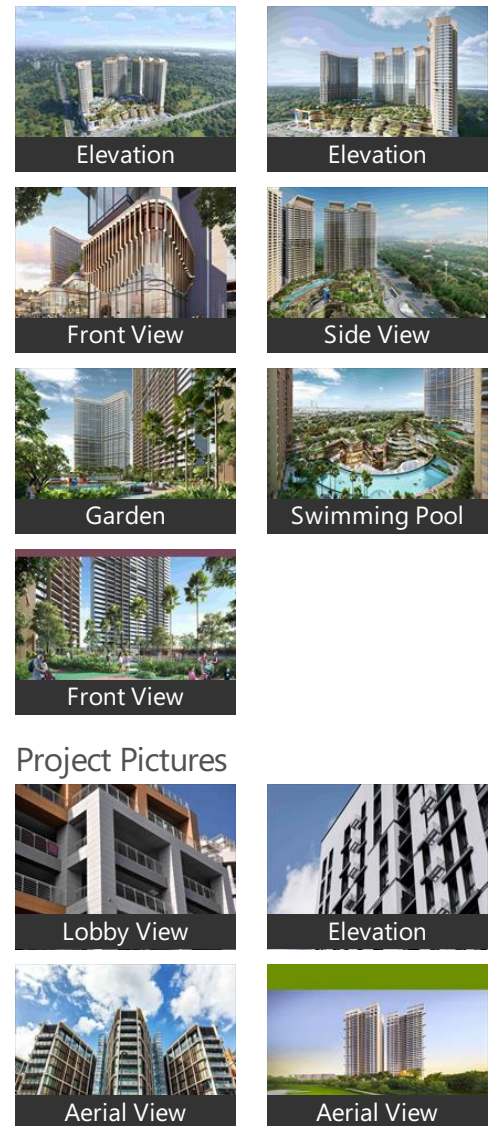 Elevation
Elevation
Front View
Side View
Garden
Swimming Pool
Front View
Project Pictures
Lobby View
Elevation
Aerial View
Aerial View